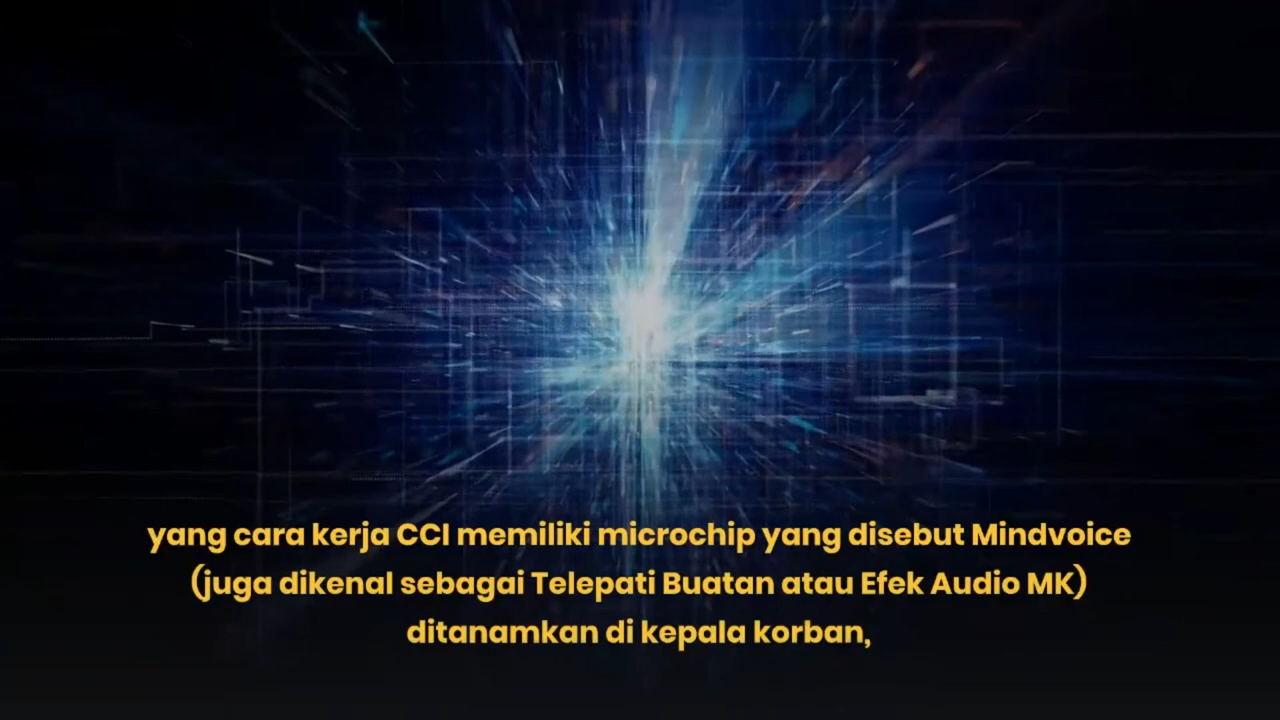 yang cara kerja CCI memiliki microchip yang disebut Mindvoice
(juga dikenal sebagai Telepati Buatan atau Efek Audio MK)
ditanamkan di kepala korban,